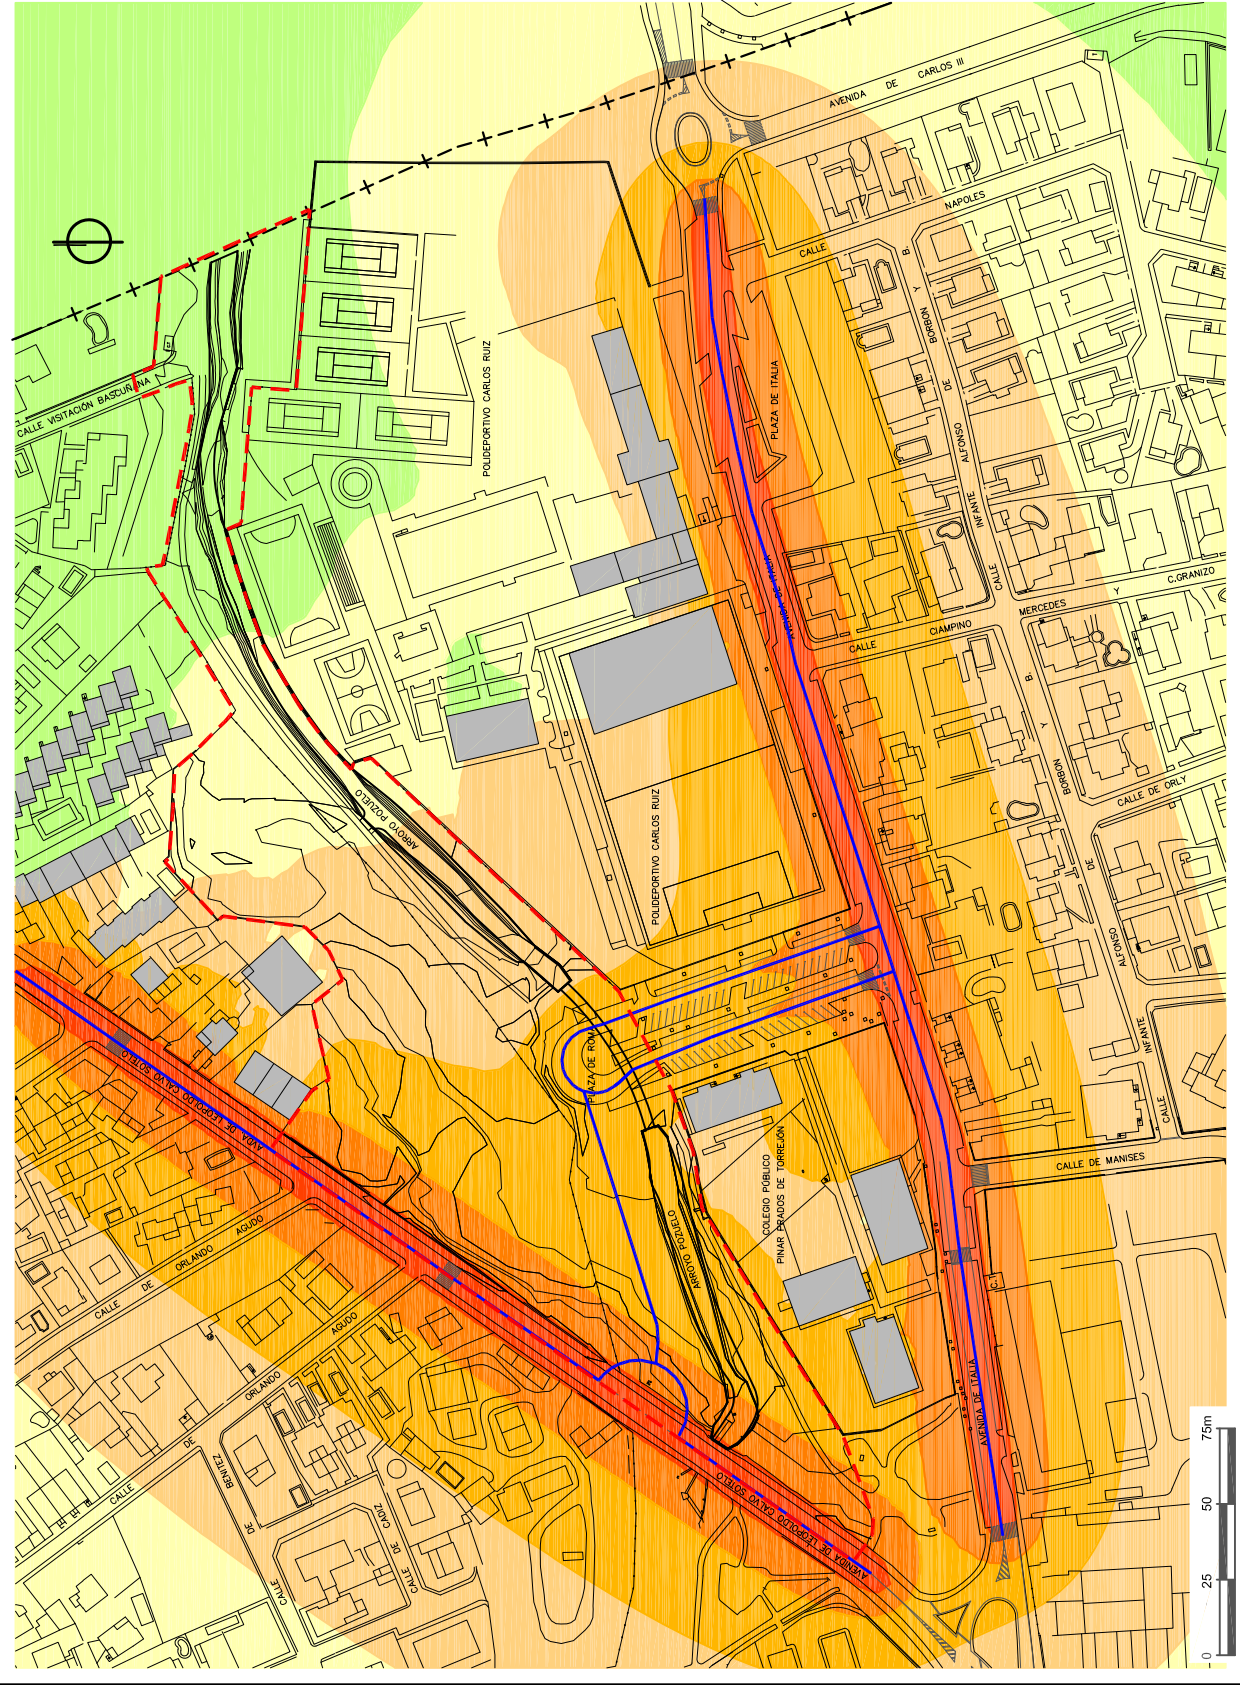 AVENIDA DE CARLOS III
CALLE NAPOLES
CALLE VISITACIÓN BASCUÑANA
POLIDEPORTIVO CARLOS RUIZ
PLAZA DE ITALIA
CALLE INFANTE ALFONSO DE BORBON Y B.
AVENIDA DE ITALIA
C.GRANIZO
CALLE MERCEDES Y
CALLE CIAMPINO
ARROYO POZUELO
POLIDEPORTIVO CARLOS RUIZ
CALLE DE ORLY
CALLE INFANTE ALFONSO DE BORBON Y B.
AVDA DE LEOPOLDO CALVO SOTELO
PLAZA DE ROMA
CALLE DE MANISES
COLEGIO PÚBLICO
PINAR PRADOS DE TORREJÓN
ARROYO POZUELO
CALLE DE ORLANDO AGUDO
CALLE DE ORLANDO AGUDO
C.
AVENIDA DE ITALIA
CALLE DE BENITEZ
CALLE DE CADIZ
AVENIDA DE LEOPOLDO CALVO SOTELO
0 25 50 75m